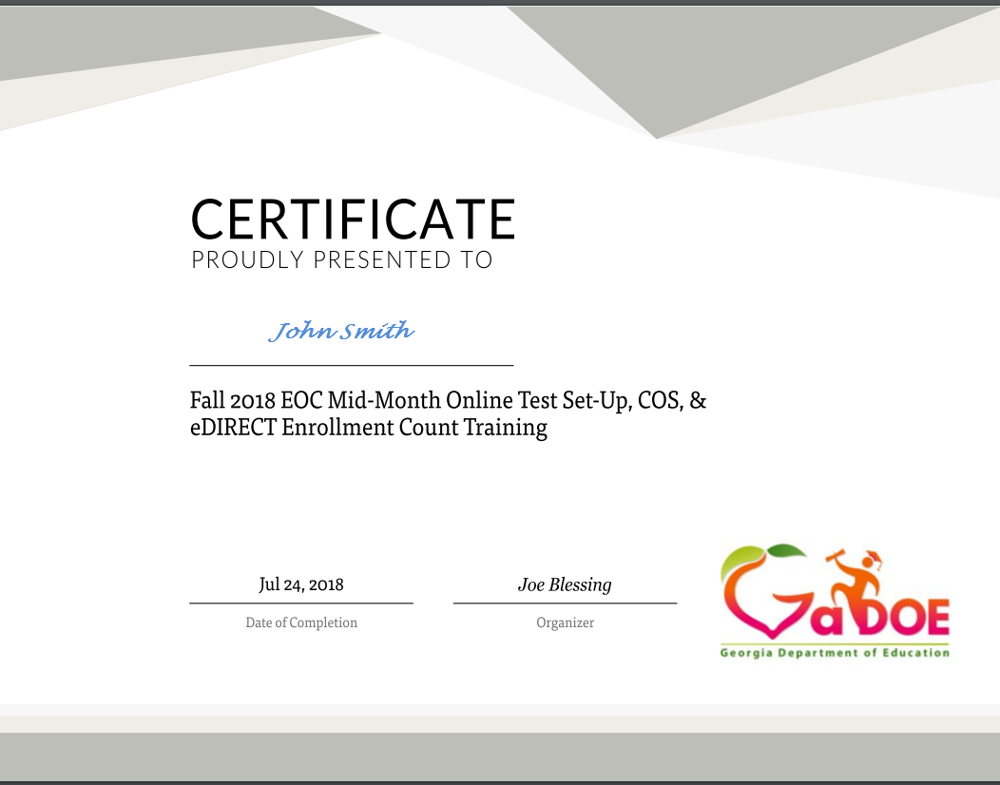 CERTIFICATE
PROUDLY PRESENTED TO
John Smith
Fall 2018 EOC Mid-Month Online Test Set-Up, COS, &
eDIRECT Enrollment Count Training
Jul 24, 2018
Joe Blessing
Date of Completion
Organizer
GaDOE
Georgia Department of Education